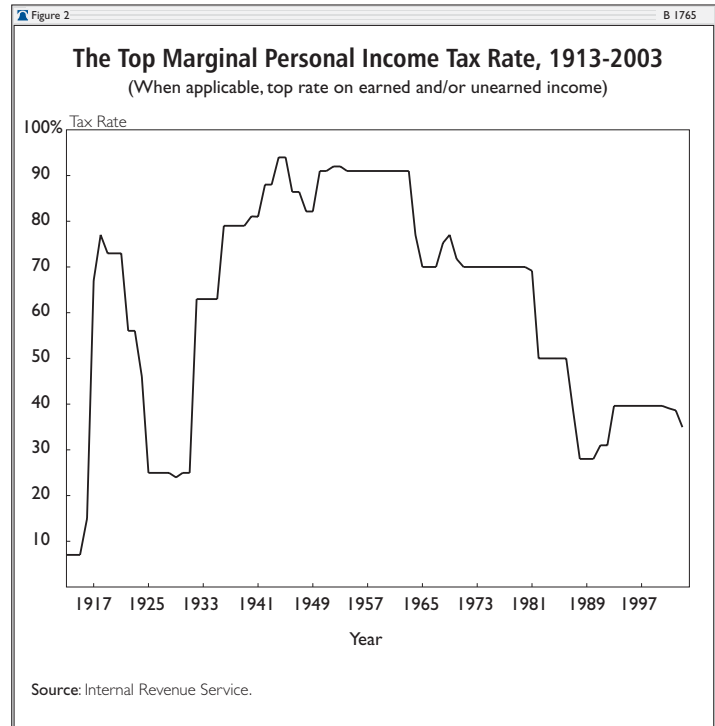 Figure 2 B 1765
The Top Marginal Personal Income Tax Rate, 1913-2003
(When applicable, top rate on earned and/or unearned income)
100% Tax Rate
90
80
70
60
50
40
30
20
10
1917 1925 1933 1941 1949 1957 1965 1973 1981 1989 1997
Year
Source: Internal Revenue Service.